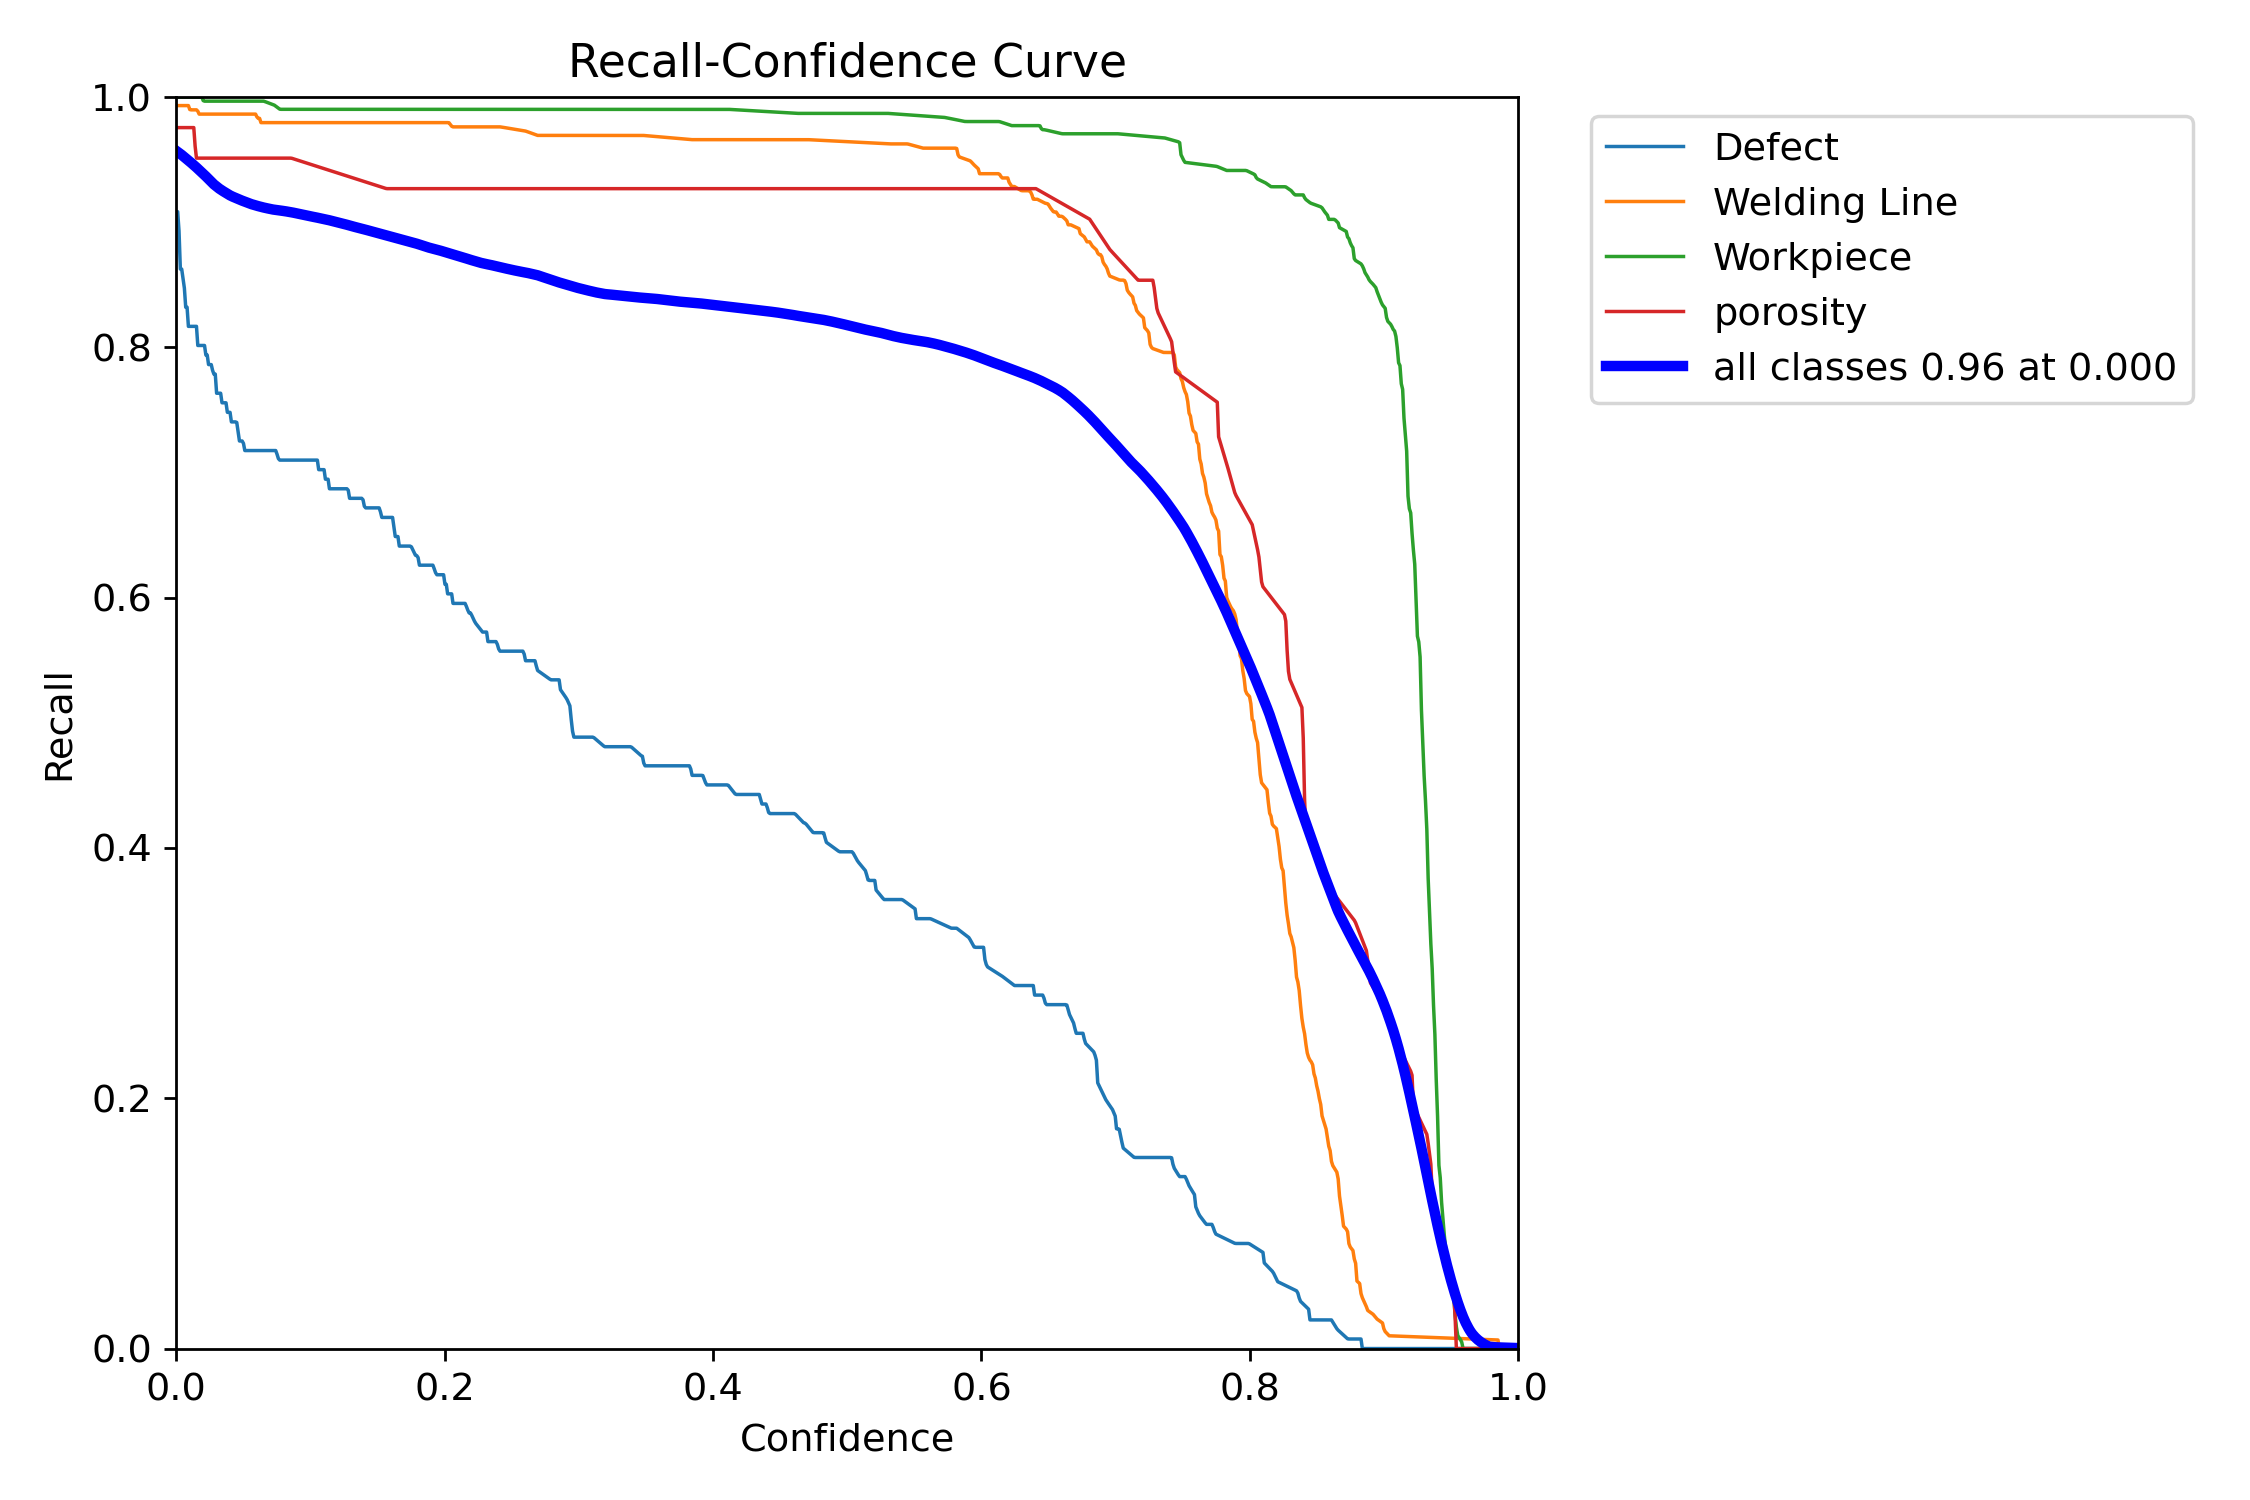 Recall-Confidence Curve
1.0
0.8
0.6
0.4
0.2
0.0
Recall
0.0 0.2 0.4 0.6 0.8 1.0
Confidence
Defect
Welding Line
Workpiece
porosity
all classes 0.96 at 0.000